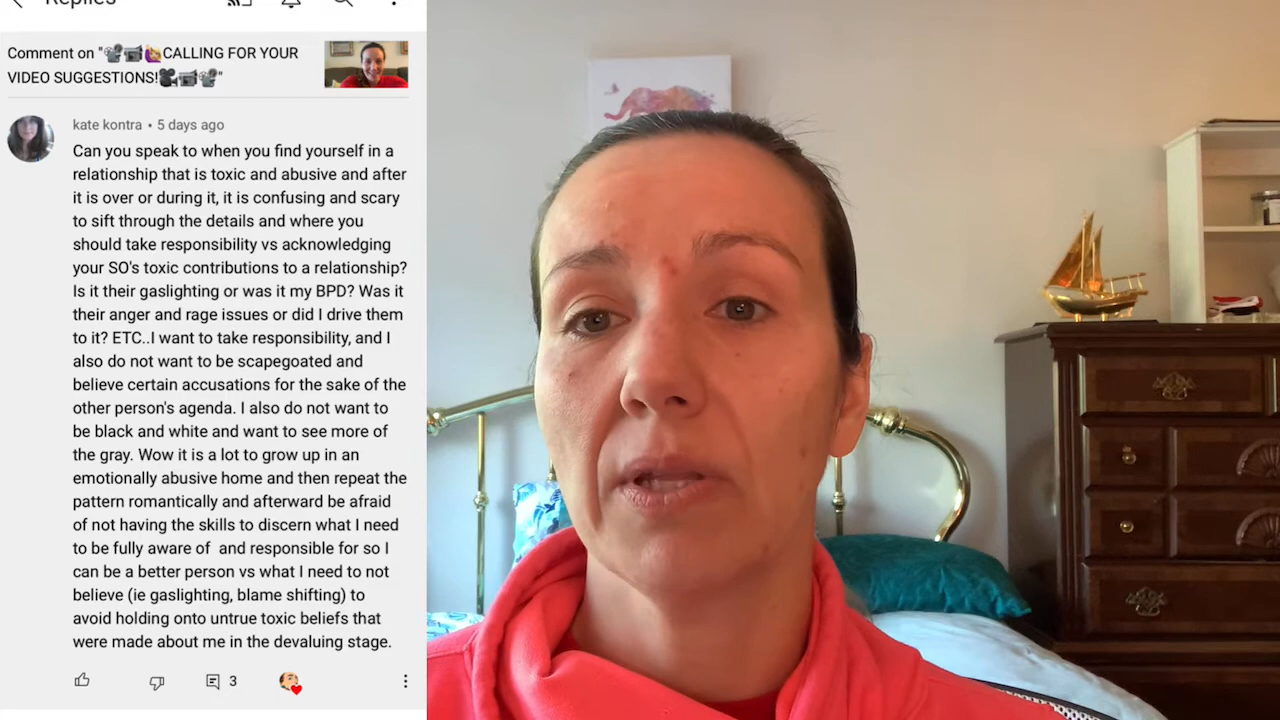 Replies
Comment on "📽📹🙋CALLING FOR YOUR
VIDEO SUGGESTIONS!🎥📹📽"
kate kontra • 5 days ago
Can you speak to when you find yourself in a
relationship that is toxic and abusive and after
it is over or during it, it is confusing and scary
to sift through the details and where you
should take responsibility vs acknowledging
your SO's toxic contributions to a relationship?
Is it their gaslighting or was it my BPD? Was it
their anger and rage issues or did I drive them
to it? ETC..I want to take responsibility, and I
also do not want to be scapegoated and
believe certain accusations for the sake of the
other person's agenda. I also do not want to
be black and white and want to see more of
the gray. Wow it is a lot to grow up in an
emotionally abusive home and then repeat the
pattern romantically and afterward be afraid
of not having the skills to discern what I need
to be fully aware of  and responsible for so I
can be a better person vs what I need to not
believe (ie gaslighting, blame shifting) to
avoid holding onto untrue toxic beliefs that
were made about me in the devaluing stage.
3